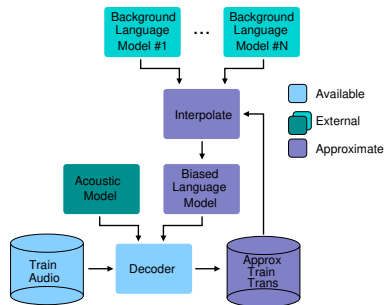 Background
Language
Model #1
...
Background
Language
Model #N
Available
External
Approximate
Interpolate
Acoustic
Model
Biased
Language
Model
Train
Audio
Decoder
Approx
Train
Trans